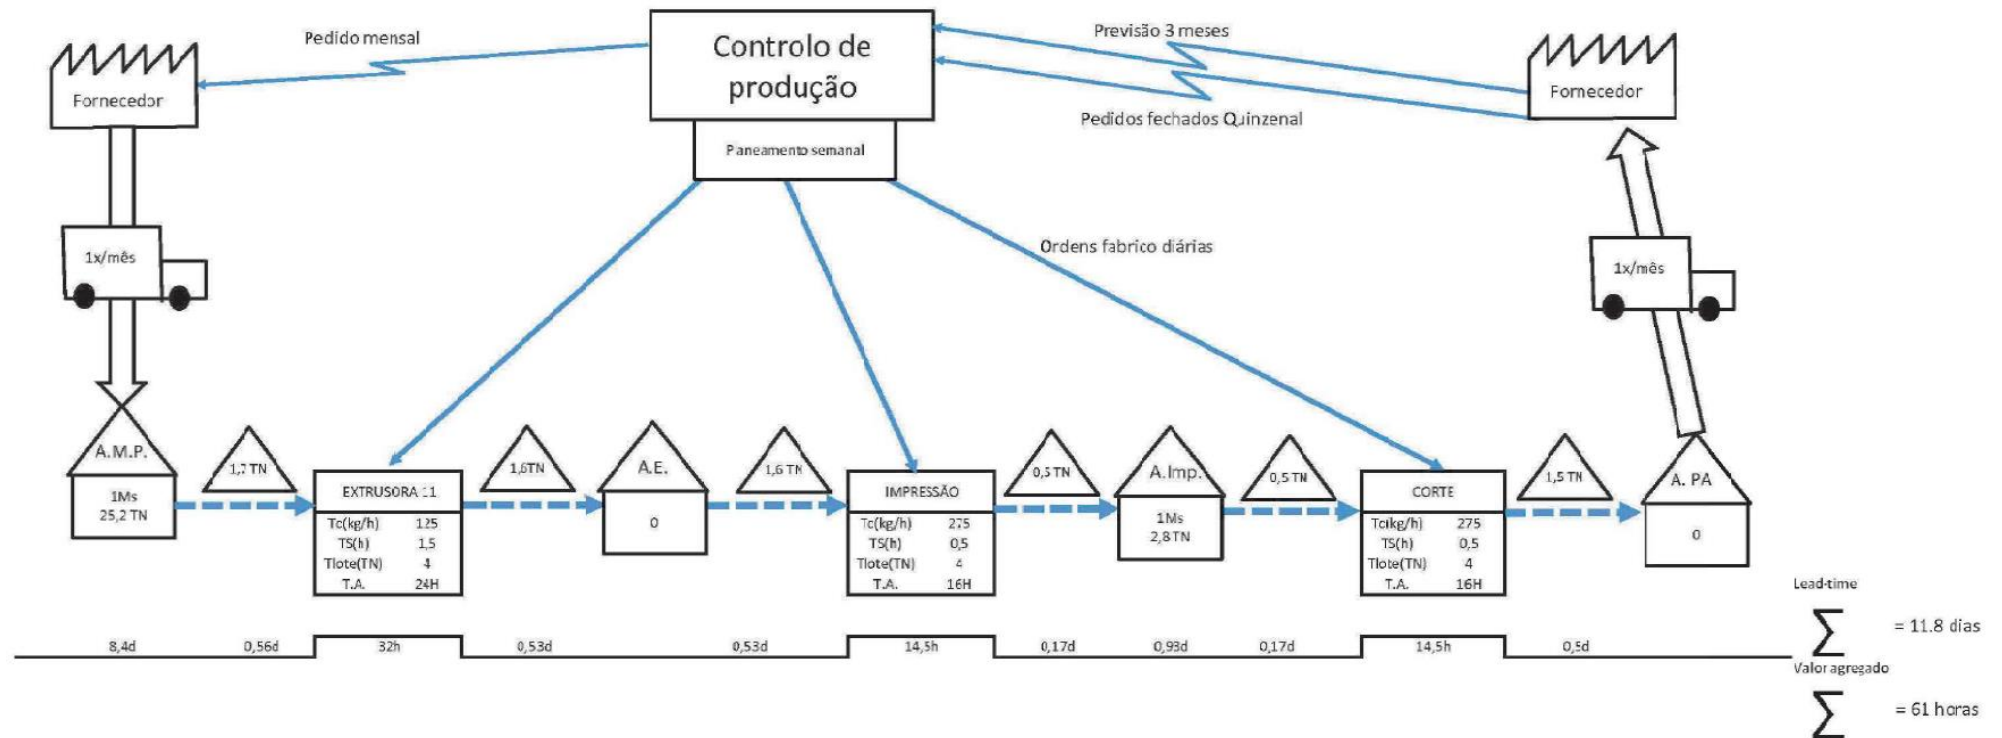 Pedido mensal
Controlo de
produção
Previsão 3 meses
Fornecedor
Fornecedor
Pedidos fechados Quinzenal
Planeamento semanal
Ordens fabrico diárias
1x/mês
1x/mês
A.M.P.
1Ms
25,2 TN
1,7 TN
EXTRUSORA 11
Tc(kg/h) 125
TS(h) 1,5
Tlote(TN) 4
T.A. 24H
1,6TN
A.E.
0
1,6 TN
IMPRESSÃO
Tc(kg/h) 275
TS(h) 0,5
Tlote(TN) 4
T.A. 16H
0,5 TN
A.Imp.
1Ms
2,8TN
0,5 TN
CORTE
Tc(kg/h) 275
TS(h) 0,5
Tlote(TN) 4
T.A. 16H
1,5 TN
A. PA
0
8,4d 0,56d 32h 0,53d 0,53d 14,5h 0,17d 0,93d 0,17d 14,5h 0,5d
Lead-time
∑ = 11.8 dias
Valor agregado
∑ = 61 horas